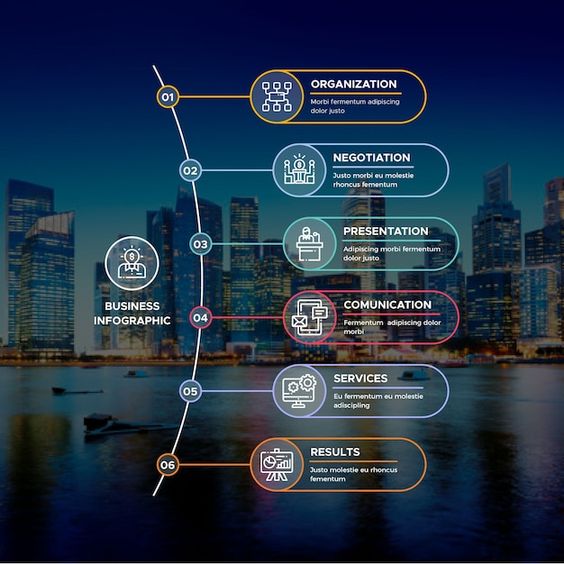 01
ORGANIZATION
Morbi fermentum adipiscing
dolor justo
02
NEGOTIATION
Justo morbi eu molestie
rhoncus fementum
03
PRESENTATION
Adipiscing morbi fermentum
dolor justo
BUSINESS
INFOGRAPHIC
04
COMUNICATION
Fermentum adipiscing dolor
morbi
05
SERVICES
Eu fermentum eu molestie
adiscipling
06
RESULTS
Justo molestie eu rhoncus
fementum